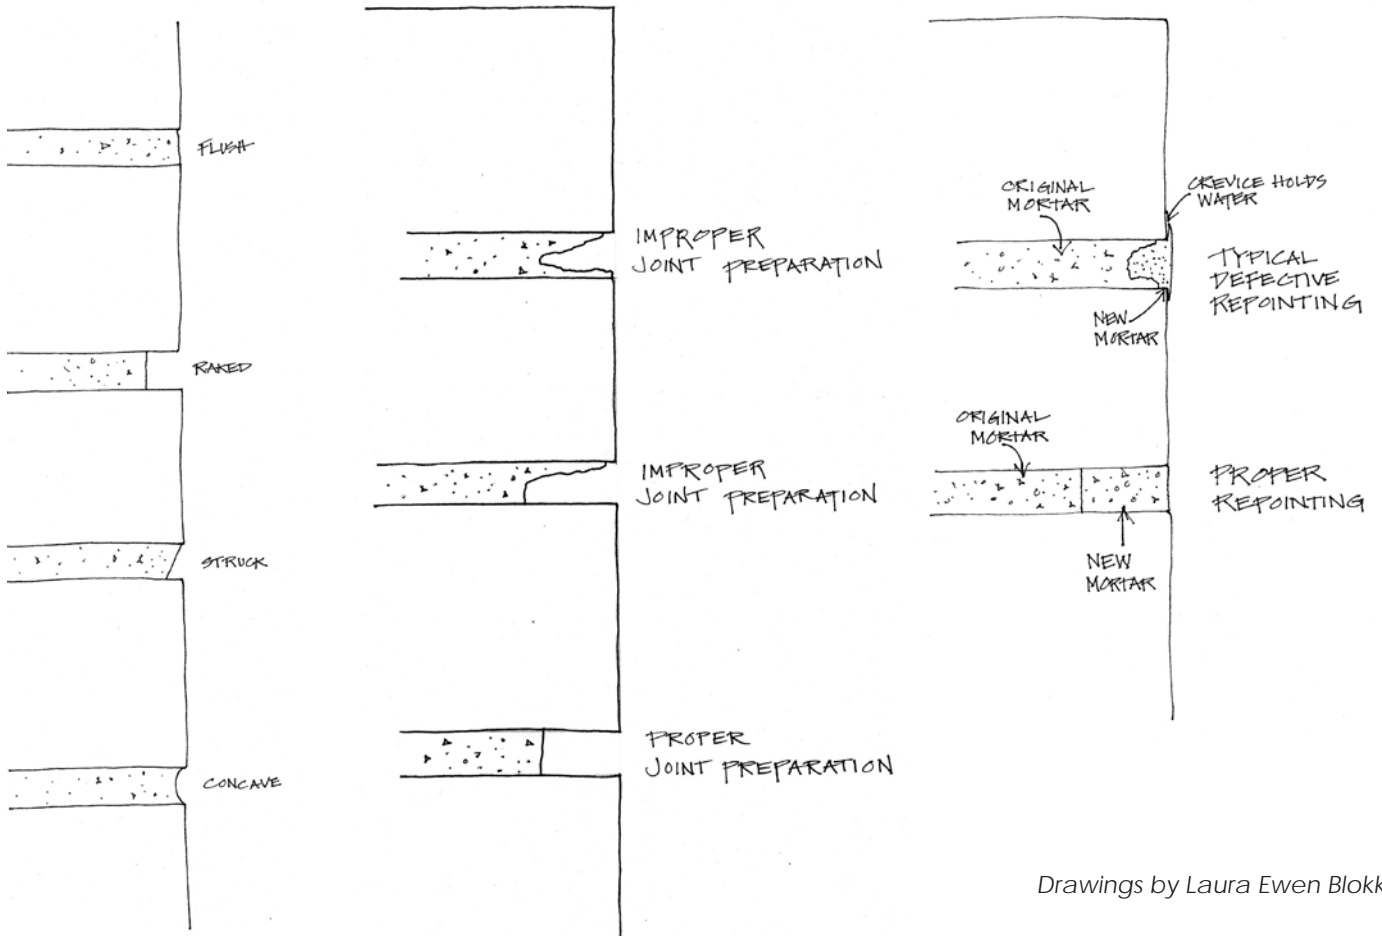 FLUSH
RAKED
STRUCK
CONCAVE
IMPROPER
JOINT PREPARATION
IMPROPER
JOINT PREPARATION
PROPER
JOINT PREPARATION
ORIGINAL
MORTAR
CREVICE HOLDS
WATER
TYPICAL
DEFECTIVE
REPOINTING
NEW
MORTAR
ORIGINAL
MORTAR
PROPER
REPOINTING
NEW
MORTAR
Drawings by Laura Ewen Blokk